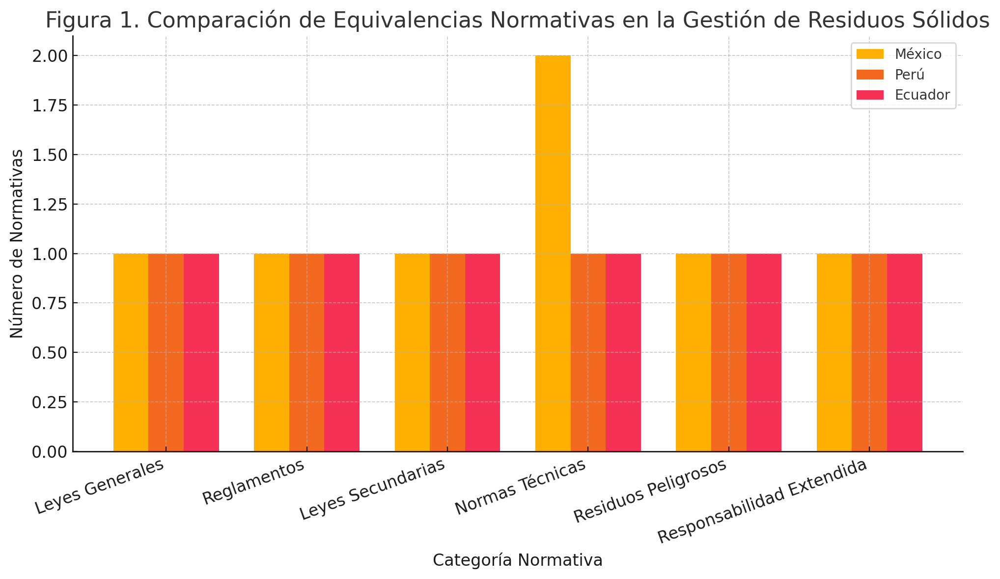 Figura 1. Comparación de Equivalencias Normativas en la Gestión de Residuos Sólidos
México
Perú
Ecuador
Número de Normativas
2.00
1.75
1.50
1.25
1.00
0.75
0.50
0.25
0.00
Leyes Generales
Reglamentos
Leyes Secundarias
Normas Técnicas
Residuos Peligrosos
Responsabilidad Extendida
Categoría Normativa